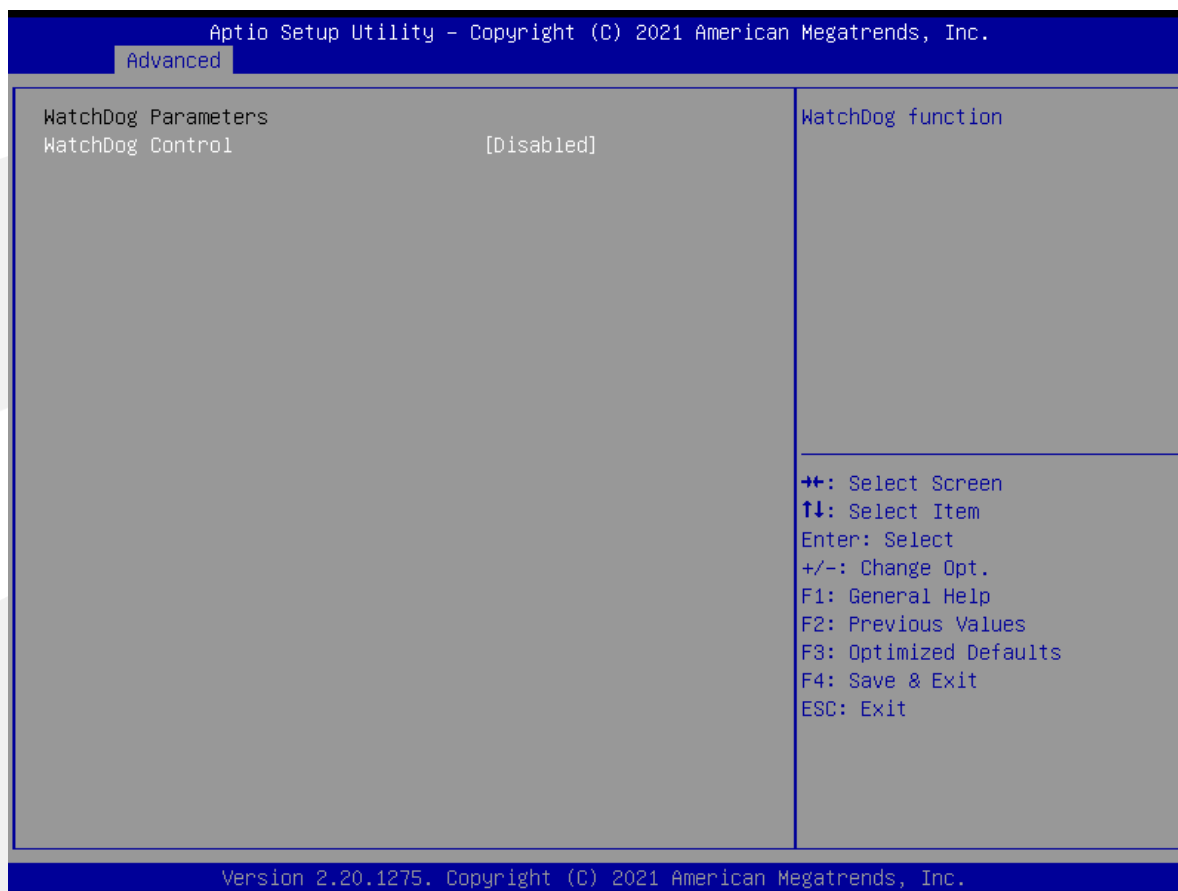 Aptio Setup Utility – Copyright (C) 2021 American Megatrends, Inc.
Advanced
WatchDog Parameters
WatchDog Control [Disabled]
WatchDog function
→←: Select Screen
↑↓: Select Item
Enter: Select
+/-: Change Opt.
F1: General Help
F2: Previous Values
F3: Optimized Defaults
F4: Save & Exit
ESC: Exit
Version 2.20.1275. Copyright (C) 2021 American Megatrends, Inc.